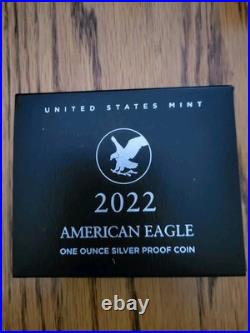 UNITED STATES MINT
2022
AMERICAN EAGLE
ONE OUNCE SILVER PROOF COIN